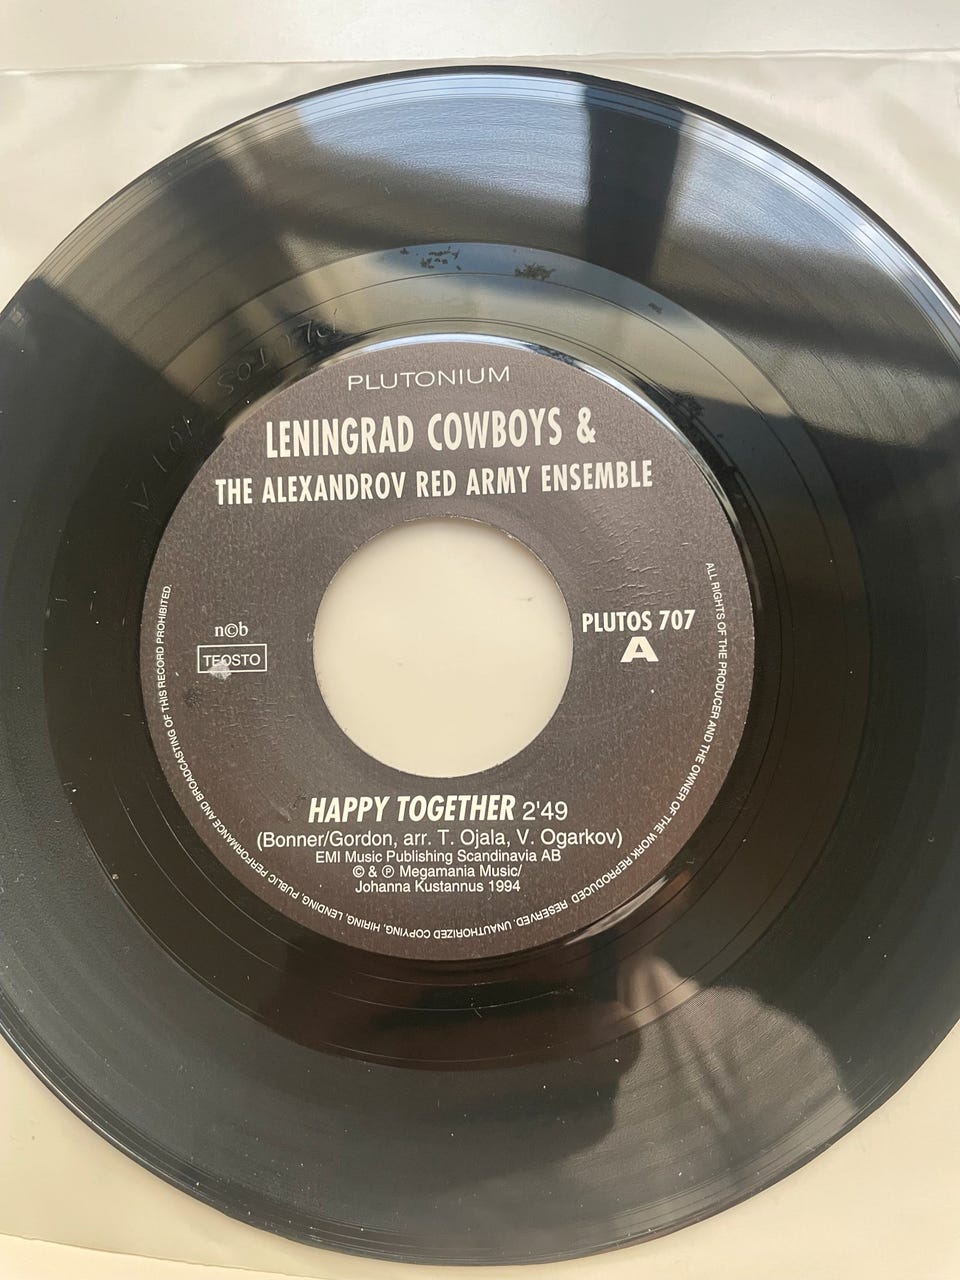 PLUTONIUM
LENINGRAD COWBOYS &
THE ALEXANDROV RED ARMY ENSEMBLE
n©b
TEOSTO
PLUTOS 707
A
HAPPY TOGETHER 2'49
(Bonner/Gordon, arr. T. Ojala, V. Ogarkov)
EMI Music Publishing Scandinavia AB
© & ℗ Megamania Music/
Johanna Kustannus 1994
ALL RIGHTS OF THE PRODUCER AND THE OWNER OF THE WORK REPRODUCED RESERVED. UNAUTHORIZED COPYING, HIRING, LENDING, PUBLIC PERFORMANCE AND BROADCASTING OF THIS RECORD PROHIBITED.
PLUTOS 707